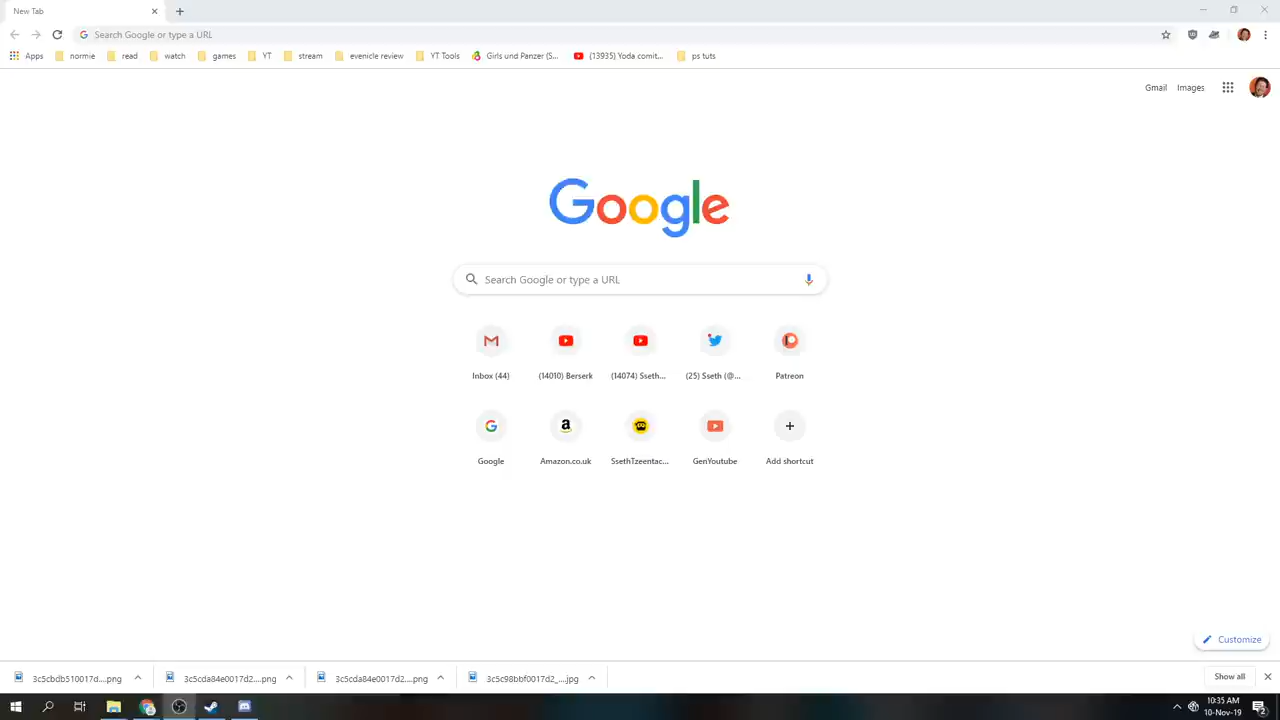 New Tab
Search Google or type a URL
Apps normie read watch games YT stream evenicle review YT Tools Girls und Panzer (S... (13935) Yoda comit... ps tuts
Gmail Images
Google
Search Google or type a URL
Inbox (44) (14010) Berserk (14074) Sseth... (25) Sseth (@... Patreon
Google Amazon.co.uk SsethTzeentac... GenYoutube Add shortcut
Customize
3c5cbdb510017d....png 3c5cda84e0017d2....png 3c5cda84e0017d2....png 3c5c98bbf0017d2_...jpg Show all
10:35 AM
10-Nov-19
2